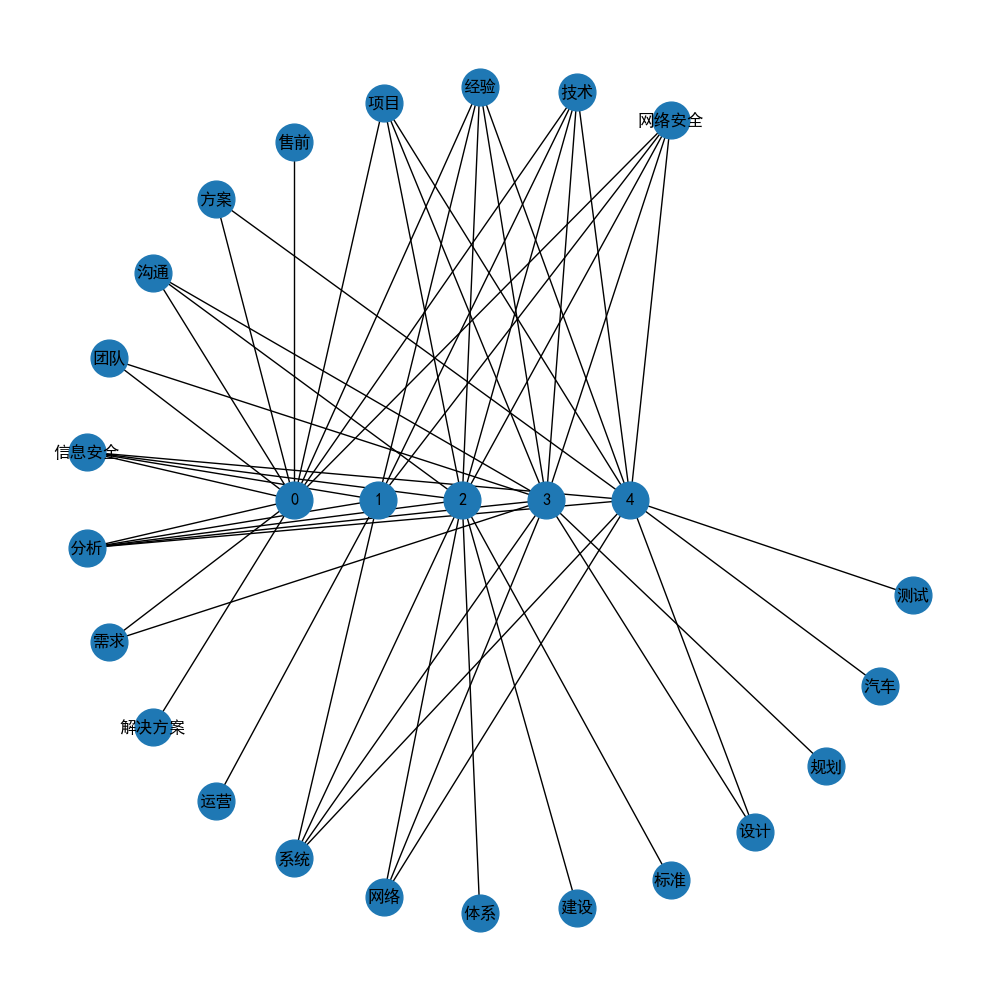 经验
技术
项目
网络安全
售前
方案
沟通
团队
信息安全
0
1
2
3
4
分析
测试
需求
汽车
解决方案
规划
运营
设计
系统
标准
网络
建设
体系